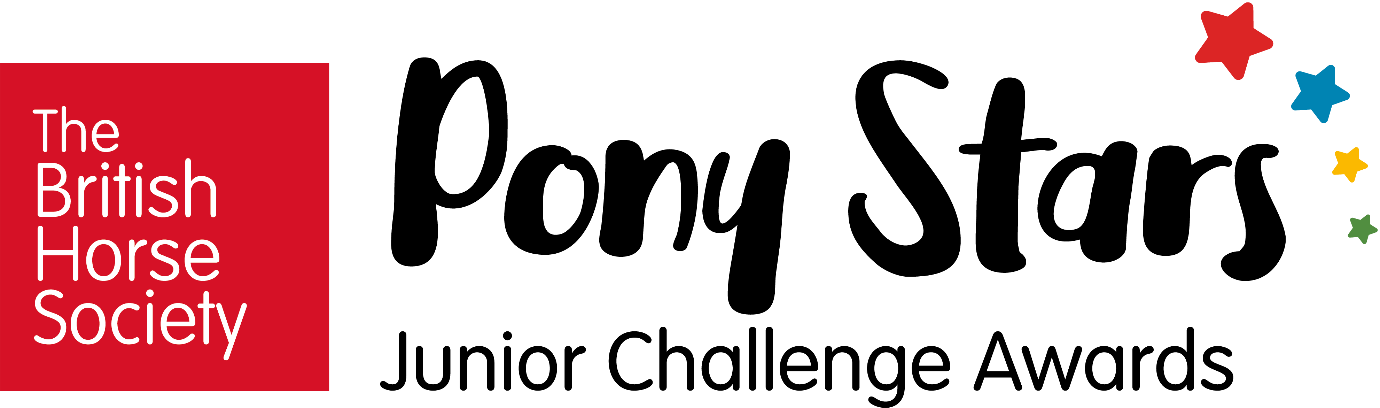 The
British
Horse
Society
Pony Stars
Junior Challenge Awards